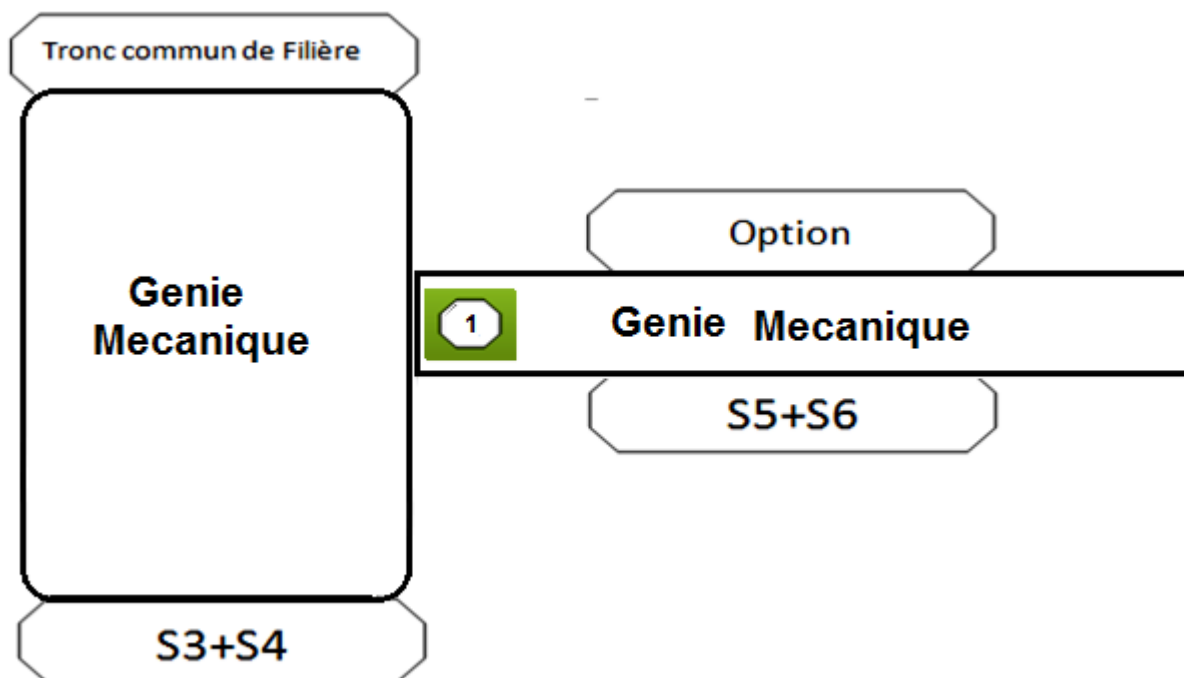 Tronc commun de Filière
Genie
Mecanique
S3+S4
Option
1
Genie Mecanique
S5+S6